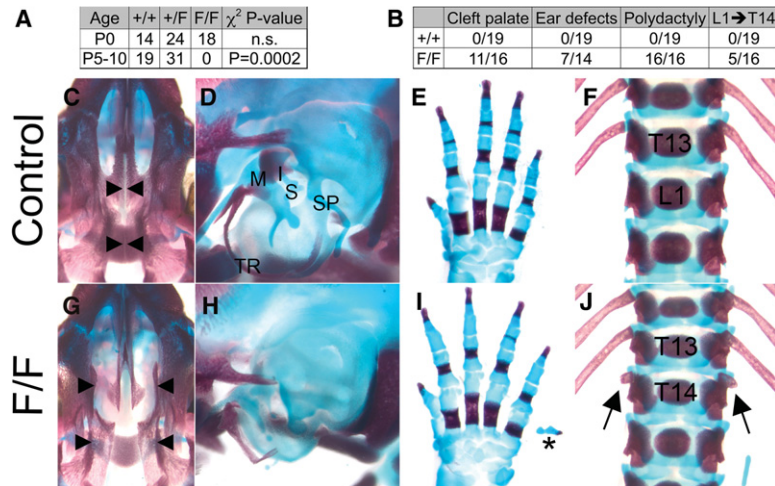 A
Age +/+ +/F F/F χ² P-value
P0 14 24 18 n.s.
P5-10 19 31 0 P=0.0002
B
Cleft palate Ear defects Polydactyly L1➔T14
+/+ 0/19 0/19 0/19 0/19
F/F 11/16 7/14 16/16 5/16
Control
C
D
M I S SP TR
E
F
T13
L1
F/F
G
H
I
*
J
T13
T14